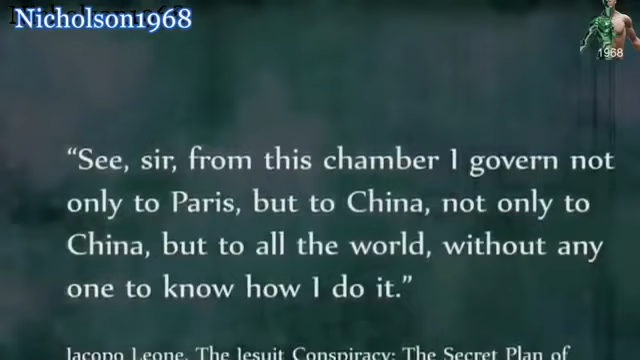 Nicholson1968
1968
“See, sir, from this chamber I govern not
only to Paris, but to China, not only to
China, but to all the world, without any
one to know how I do it.”
Jacopo Leone, The Jesuit Conspiracy: The Secret Plan of